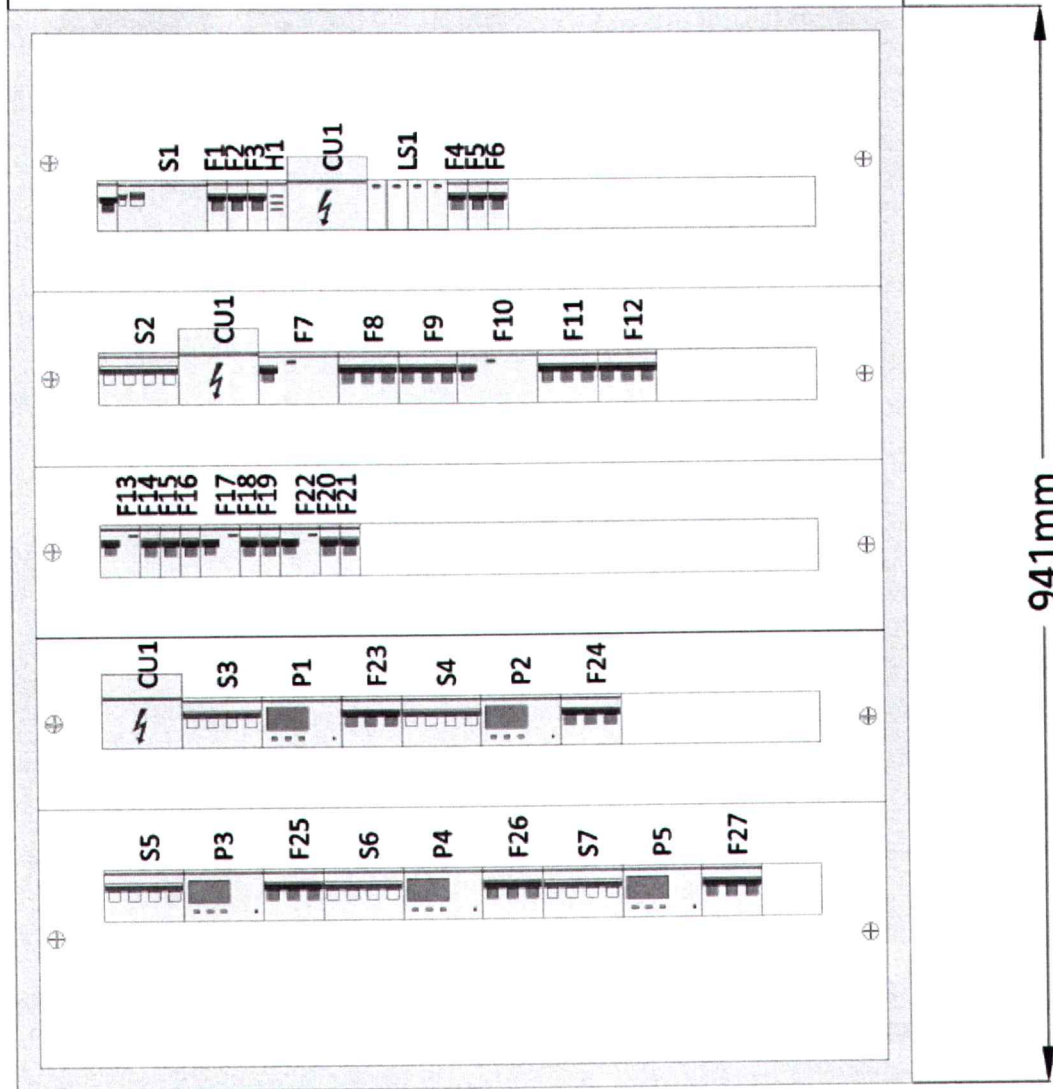 S1 F1 F2 F3 H1 CU1 LS1 F4 F5 F6
S2 CU1 F7 F8 F9 F10 F11 F12
F13 F14 F15 F16 F17 F18 F19 F22 F20 F21
CU1 S3 P1 F23 S4 P2 F24
S5 P3 F25 S6 P4 F26 S7 P5 F27
941mm